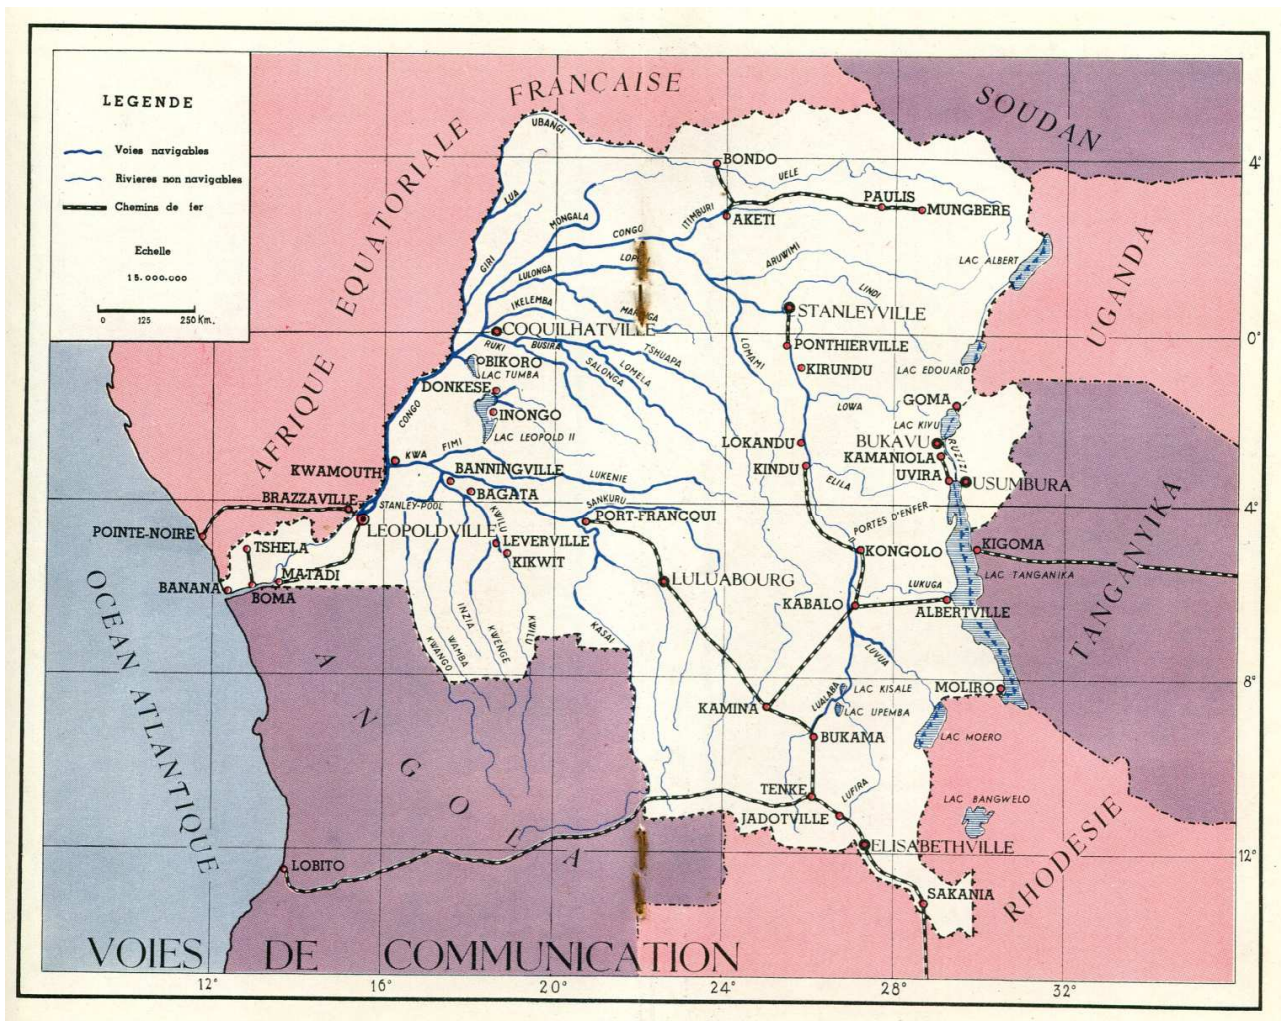 LEGENDE
Voies navigables
Rivieres non navigables
Chemins de fer
Echelle
15.000.000
0 125 250 Km.
AFRIQUE EQUATORIALE FRANÇAISE
SOUDAN
UGANDA
TANGANYIKA
RHODESIE
ANGOLA
OCEAN ATLANTIQUE
UBANGI
BONDO
UELE
4°
PAULIS
MUNGBERE
AKETI
LUA
MONGALA
CONGO
ITIMBURI
GIRI
LULONGA
ARUWIMI
LAC ALBERT
IKELEMBA
LINDI
STANLEYVILLE
COQUILHATVILLE
RUKI
BUSIRA
TSHUAPA
LOMELA
SALONGA
LOMAMI
PONTHIERVILLE
0°
BIKORO
LAC TUMBA
KIRUNDU
LAC EDOUARD
DONKESE
INONGO
LAC LEOPOLD II
CONGO
LOWA
GOMA
LAC KIVU
LOKANDU
BUKAVU
KAMANIOLA
RUZIZI
UVIRA
USUMBURA
KWAMOUTH
KWA
FIMI
BANNINGVILLE
LUKENIE
KINDU
ELILA
BAGATA
SANKURU
BRAZZAVILLE
STANLEY-POOL
PORT-FRANCQUI
PORTES D'ENFER
4°
POINTE-NOIRE
LEOPOLDVILLE
KWILU
LEVERVILLE
KIKWIT
KONGOLO
KIGOMA
TSHELA
MATADI
LULUABOURG
LAC TANGANIKA
BANANA
BOMA
KABALO
LUKUGA
ALBERTVILLE
KWANGO
WAMBA
INZIA
KWENGE
KWILU
KASAI
LUVUA
8°
KAMINA
LUALABA
LAC KISALE
LAC UPEMBA
MOLIRO
BUKAMA
LAC MOERO
TENKE
LUFIRA
LAC BANGWELO
JADOTVILLE
ELISABETHVILLE
12°
LOBITO
SAKANIA
VOIES DE COMMUNICATION
12° 16° 20° 24° 28° 32°